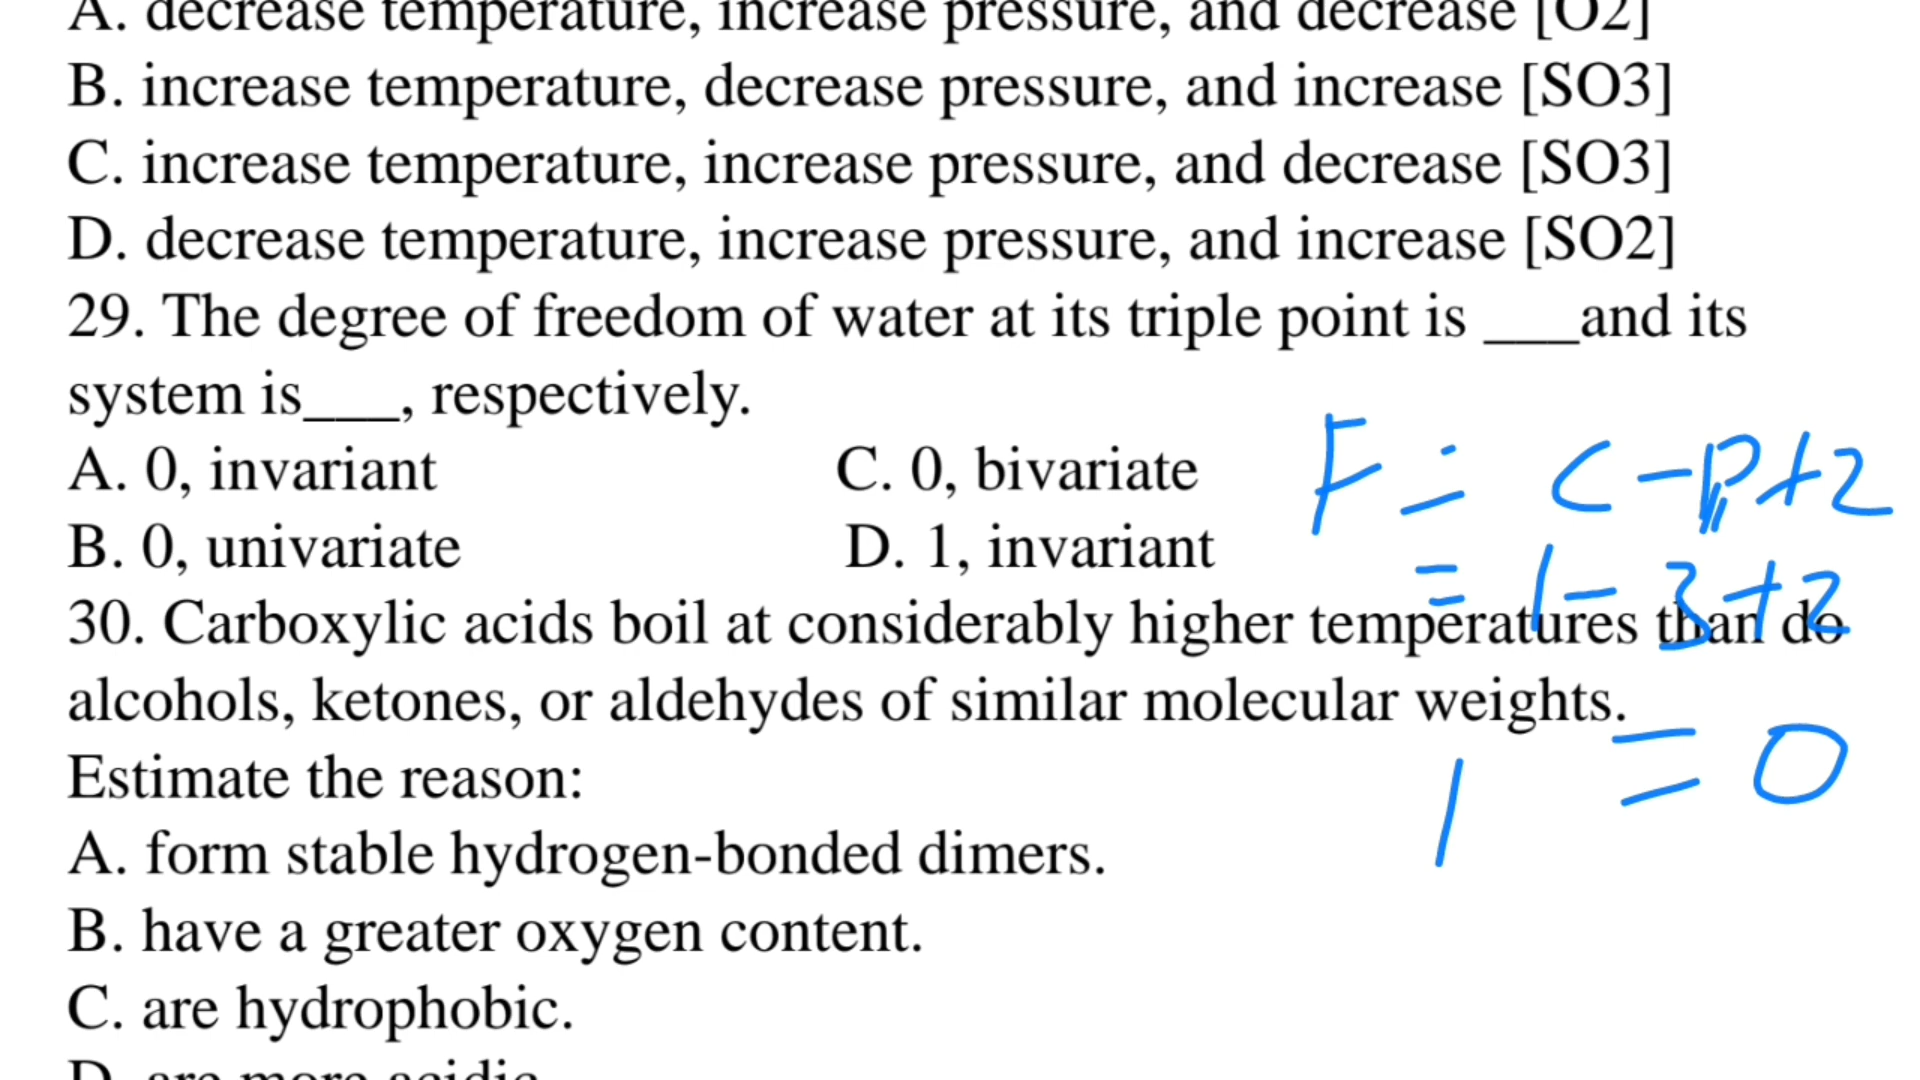 A. decrease temperature, increase pressure, and decrease [O2]
B. increase temperature, decrease pressure, and increase [SO3]
C. increase temperature, increase pressure, and decrease [SO3]
D. decrease temperature, increase pressure, and increase [SO2]
29. The degree of freedom of water at its triple point is ___and its
system is___, respectively.
A. 0, invariant C. 0, bivariate
B. 0, univariate D. 1, invariant
F = C-P+2
= 1-3+2
= 0
1
30. Carboxylic acids boil at considerably higher temperatures than do
alcohols, ketones, or aldehydes of similar molecular weights.
Estimate the reason:
A. form stable hydrogen-bonded dimers.
B. have a greater oxygen content.
C. are hydrophobic.
D. are more acidic